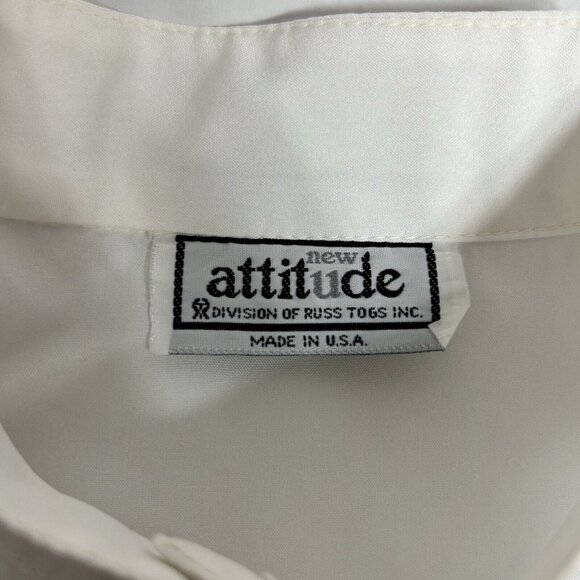 new
attitude
DIVISION OF RUSS TOGS INC.
MADE IN U.S.A.